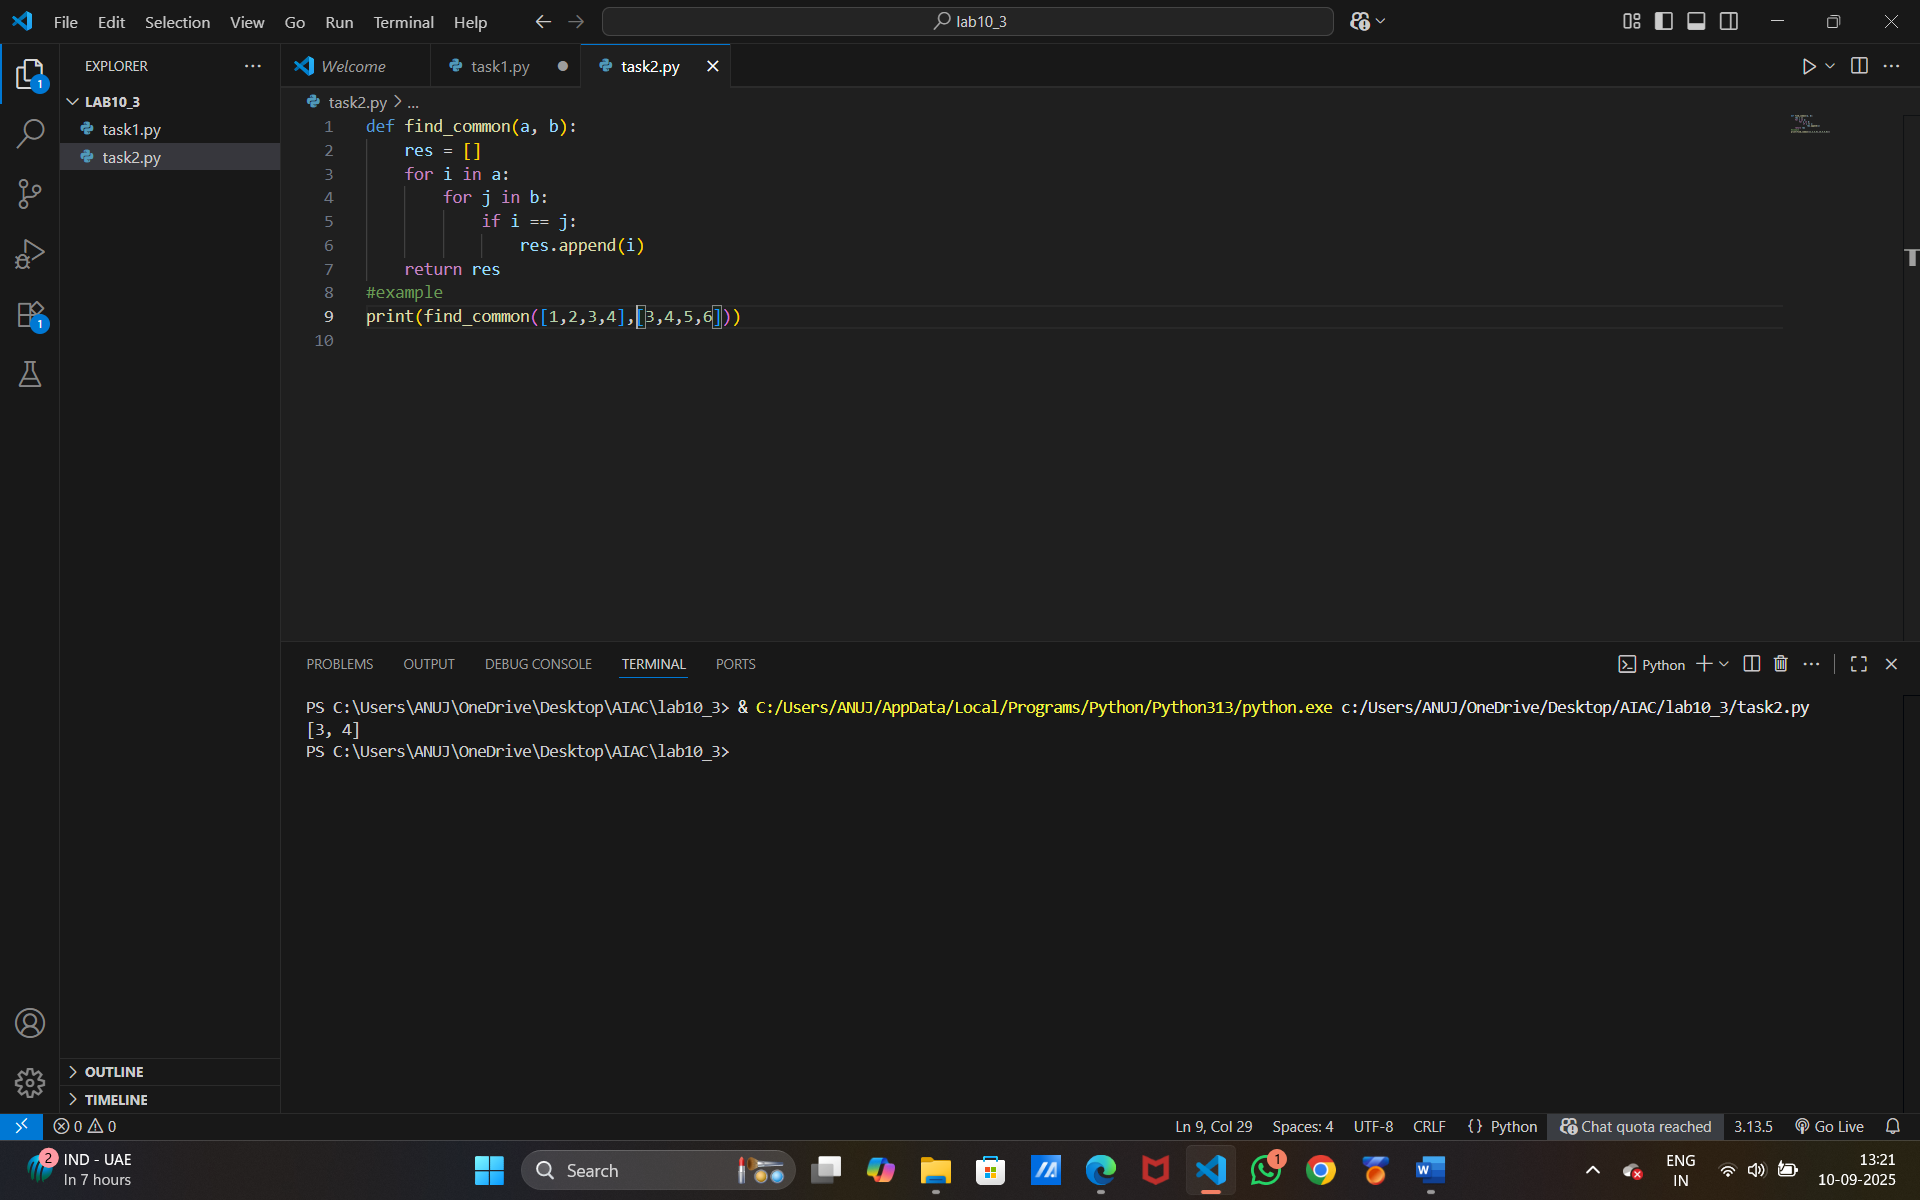 File Edit Selection View Go Run Terminal Help
lab10_3
EXPLORER
Welcome
task1.py
task2.py
LAB10_3
task1.py
task2.py
task2.py > ...
1 def find_common(a, b):
2 res = []
3 for i in a:
4 for j in b:
5 if i == j:
6 res.append(i)
7 return res
8 #example
9 print(find_common([1,2,3,4],[3,4,5,6]))
10
1
1
PROBLEMS OUTPUT DEBUG CONSOLE TERMINAL PORTS
Python
PS C:\Users\ANUJ\OneDrive\Desktop\AIAC\lab10_3> & C:/Users/ANUJ/AppData/Local/Programs/Python/Python313/python.exe c:/Users/ANUJ/OneDrive/Desktop/AIAC/lab10_3/task2.py
[3, 4]
PS C:\Users\ANUJ\OneDrive\Desktop\AIAC\lab10_3>
OUTLINE
TIMELINE
0 0
Ln 9, Col 29 Spaces: 4 UTF-8 CRLF {} Python Chat quota reached 3.13.5 Go Live
2
IND - UAE
In 7 hours
Search
1
ENG
IN
13:21
10-09-2025